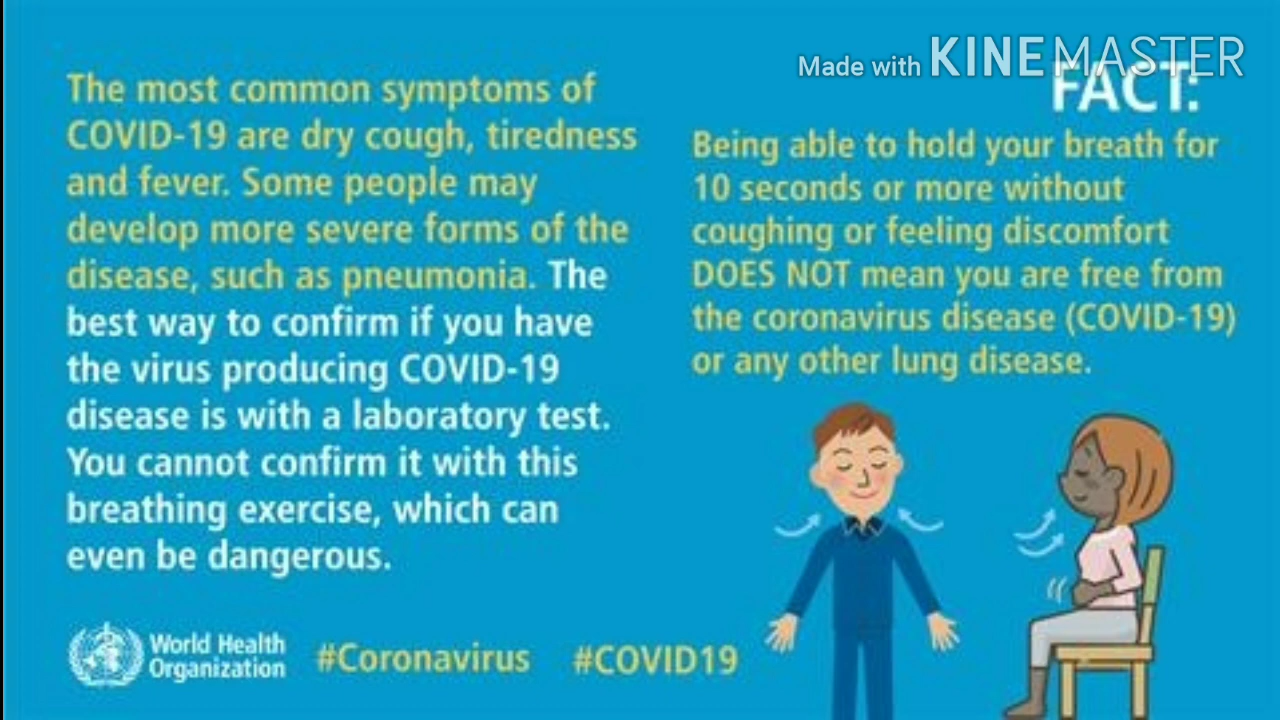 Made with KINEMASTER
The most common symptoms of
COVID-19 are dry cough, tiredness
and fever. Some people may
develop more severe forms of the
disease, such as pneumonia. The
best way to confirm if you have
the virus producing COVID-19
disease is with a laboratory test.
You cannot confirm it with this
breathing exercise, which can
even be dangerous.
FACT:
Being able to hold your breath for
10 seconds or more without
coughing or feeling discomfort
DOES NOT mean you are free from
the coronavirus disease (COVID-19)
or any other lung disease.
World Health
Organization
#Coronavirus #COVID19